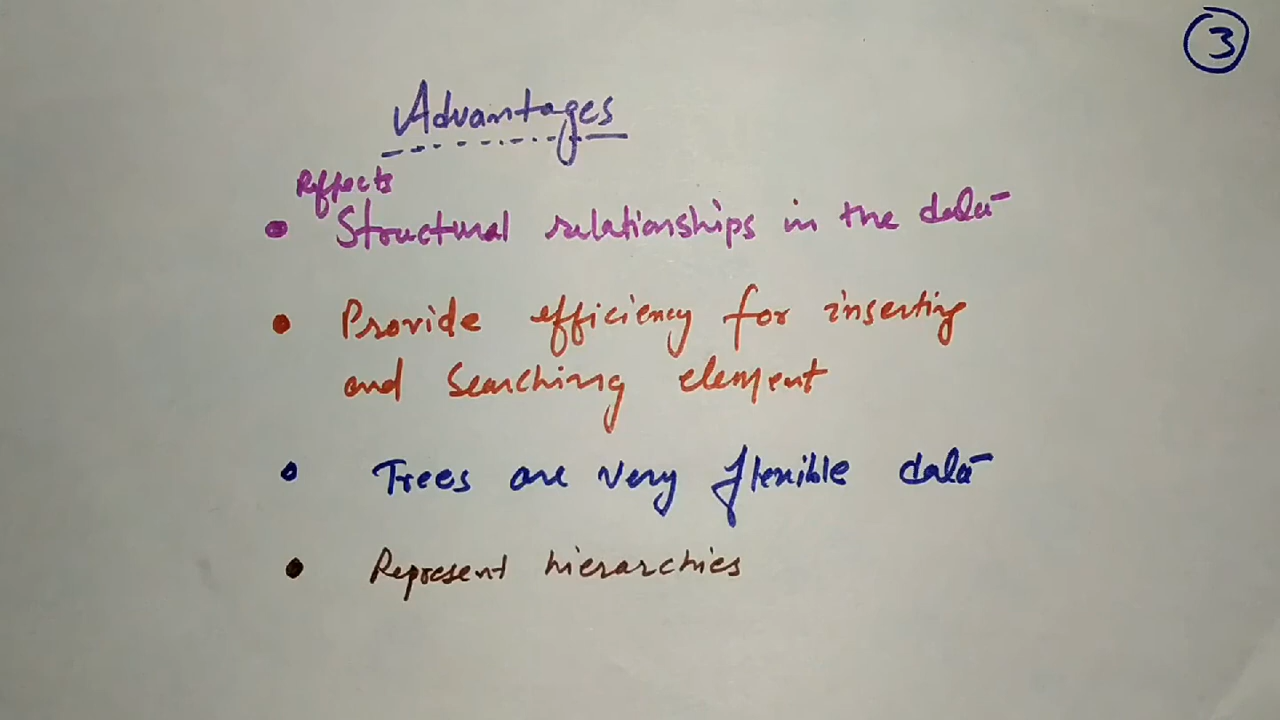 3
Advantages
Reffects
• Structural relationships in the data
• Provide efficiency for inserting
and Searching element
• Trees are very flexible data
• Represent hierarchies